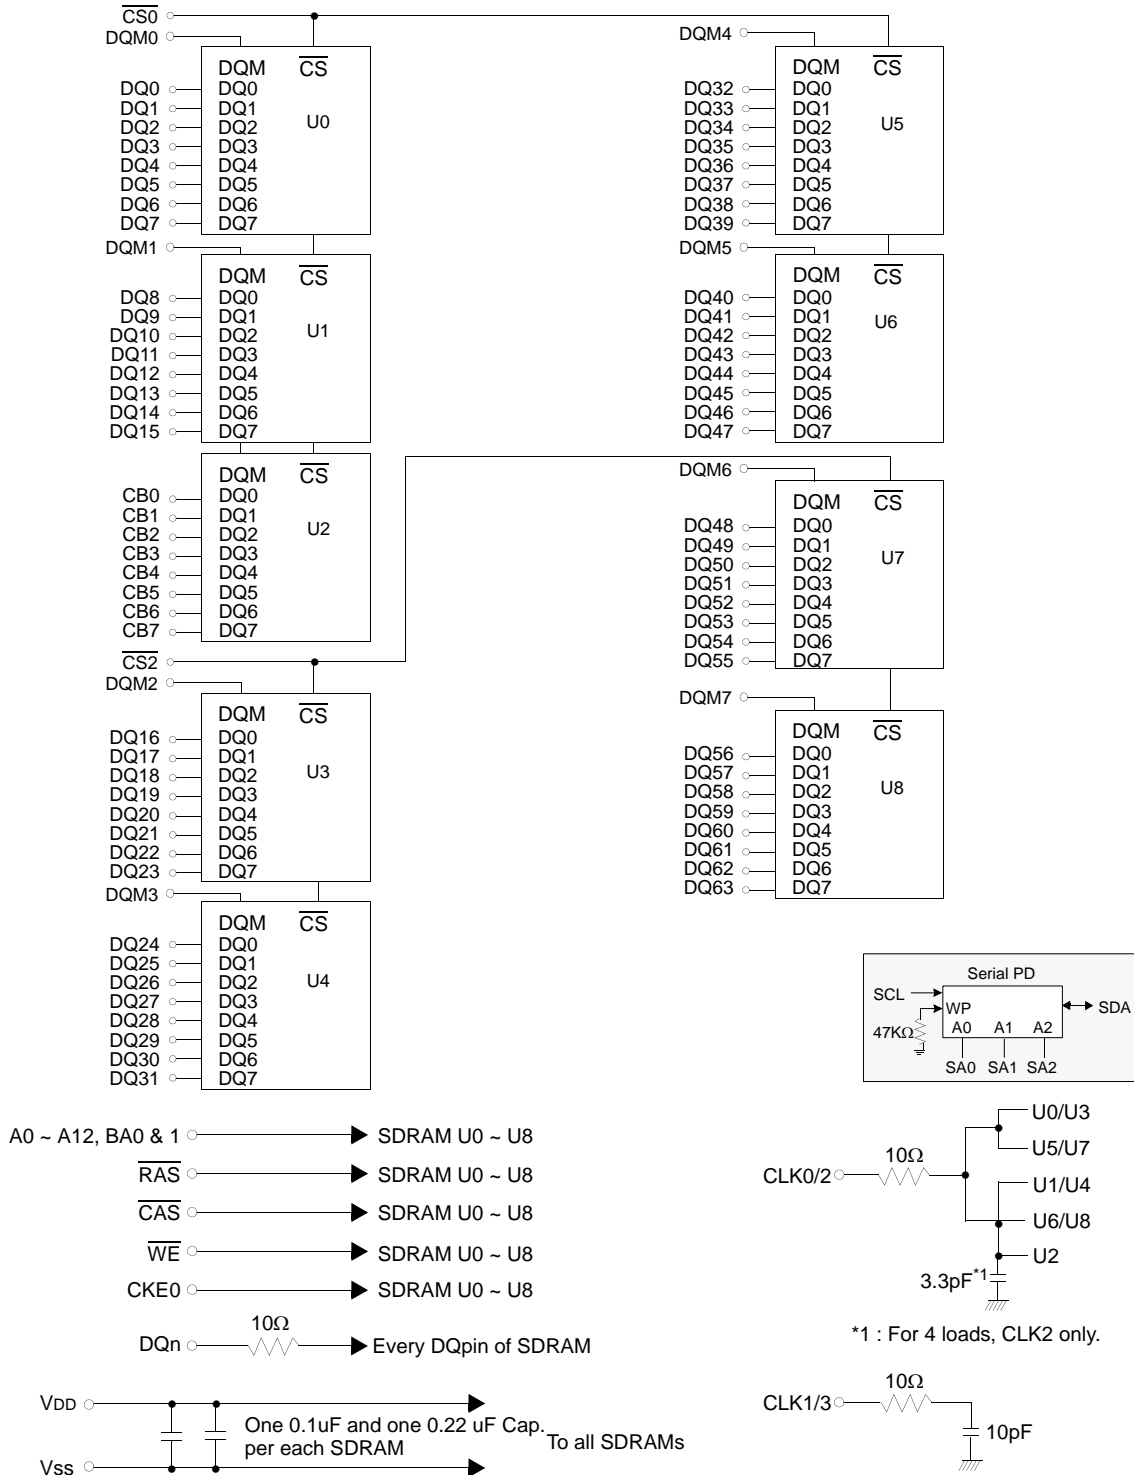 CS0
DQM0
DQM CS
DQ0 DQ0
DQ1 DQ1
U0
DQ2 DQ2
DQ3 DQ3
DQ4 DQ4
DQ5 DQ5
DQ6 DQ6
DQ7 DQ7
DQM1
DQM CS
DQ8 DQ0
DQ9 DQ1
U1
DQ10 DQ2
DQ11 DQ3
DQ12 DQ4
DQ13 DQ5
DQ14 DQ6
DQ15 DQ7
DQM CS
CB0 DQ0
CB1 DQ1
U2
CB2 DQ2
CB3 DQ3
CB4 DQ4
CB5 DQ5
CB6 DQ6
CB7 DQ7
CS2
DQM2
DQM CS
DQ16 DQ0
DQ17 DQ1
U3
DQ18 DQ2
DQ19 DQ3
DQ20 DQ4
DQ21 DQ5
DQ22 DQ6
DQ23 DQ7
DQM3
DQM CS
DQ24 DQ0
DQ25 DQ1
DQ26 DQ2 U4
DQ27 DQ3
DQ28 DQ4
DQ29 DQ5
DQ30 DQ6
DQ31 DQ7
DQM4
DQM CS
DQ32 DQ0
DQ33 DQ1
U5
DQ34 DQ2
DQ35 DQ3
DQ36 DQ4
DQ37 DQ5
DQ38 DQ6
DQ39 DQ7
DQM5
DQM CS
DQ40 DQ0
DQ41 DQ1
U6
DQ42 DQ2
DQ43 DQ3
DQ44 DQ4
DQ45 DQ5
DQ46 DQ6
DQ47 DQ7
DQM6
DQM CS
DQ48 DQ0
DQ49 DQ1
U7
DQ50 DQ2
DQ51 DQ3
DQ52 DQ4
DQ53 DQ5
DQ54 DQ6
DQ55 DQ7
DQM7
DQM CS
DQ56 DQ0
DQ57 DQ1
U8
DQ58 DQ2
DQ59 DQ3
DQ60 DQ4
DQ61 DQ5
DQ62 DQ6
DQ63 DQ7
Serial PD
SCL
WP
SDA
47KΩ
A0 A1 A2
SA0 SA1 SA2
A0 ~ A12, BA0 & 1 SDRAM U0 ~ U8
RAS SDRAM U0 ~ U8
CAS SDRAM U0 ~ U8
WE SDRAM U0 ~ U8
CKE0 SDRAM U0 ~ U8
10Ω
DQn Every DQpin of SDRAM
VDD
One 0.1uF and one 0.22 uF Cap.
per each SDRAM
To all SDRAMs
Vss
U0/U3
10Ω
U5/U7
CLK0/2
U1/U4
U6/U8
U2
3.3pF*1
*1 : For 4 loads, CLK2 only.
10Ω
CLK1/3
10pF